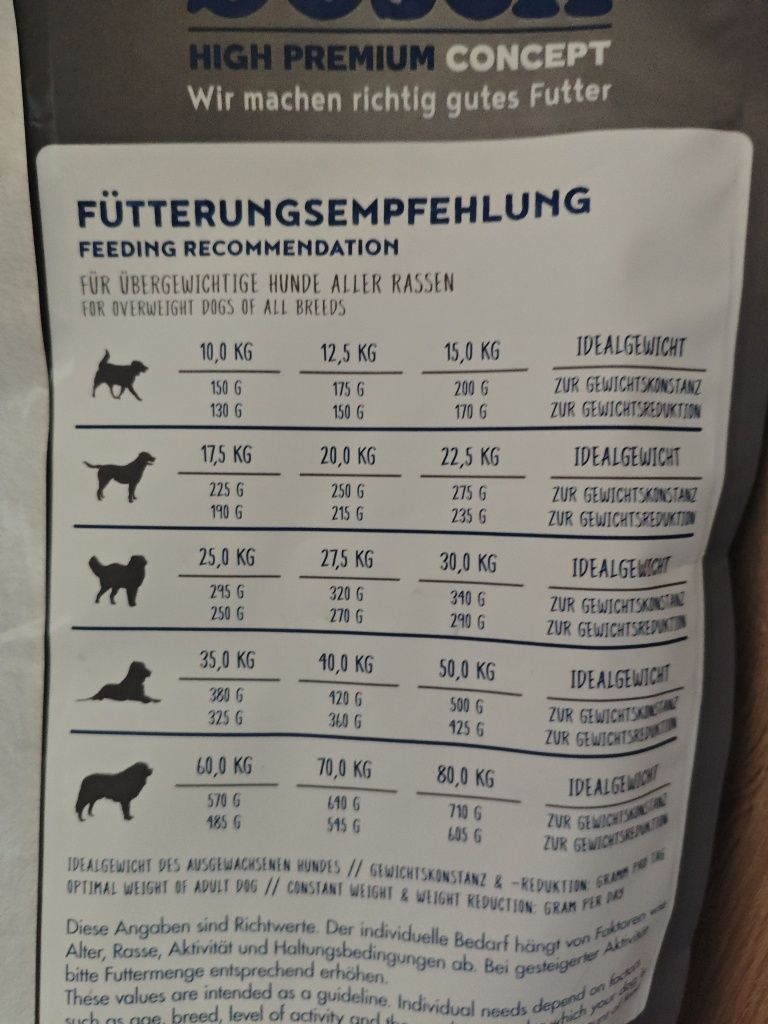 bosch
HIGH PREMIUM CONCEPT
Wir machen richtig gutes Futter
FÜTTERUNGSEMPFEHLUNG
FEEDING RECOMMENDATION
FÜR ÜBERGEWICHTIGE HUNDE ALLER RASSEN
FOR OVERWEIGHT DOGS OF ALL BREEDS
10,0 KG 12,5 KG 15,0 KG IDEALGEWICHT
150 G 175 G 200 G ZUR GEWICHTSKONSTANZ
130 G 150 G 170 G ZUR GEWICHTSREDUKTION
17,5 KG 20,0 KG 22,5 KG IDEALGEWICHT
225 G 250 G 275 G ZUR GEWICHTSKONSTANZ
190 G 215 G 235 G ZUR GEWICHTSREDUKTION
25,0 KG 27,5 KG 30,0 KG IDEALGEWICHT
295 G 320 G 340 G ZUR GEWICHTSKONSTANZ
250 G 270 G 290 G ZUR GEWICHTSREDUKTION
35,0 KG 40,0 KG 50,0 KG IDEALGEWICHT
380 G 420 G 500 G ZUR GEWICHTSKONSTANZ
325 G 360 G 425 G ZUR GEWICHTSREDUKTION
60,0 KG 70,0 KG 80,0 KG IDEALGEWICHT
570 G 640 G 710 G ZUR GEWICHTSKONSTANZ
485 G 545 G 605 G ZUR GEWICHTSREDUKTION
IDEALGEWICHT DES AUSGEWACHSENEN HUNDES // GEWICHTSKONSTANZ & -REDUKTION: GRAMM PRO TAG
OPTIMAL WEIGHT OF ADULT DOG // CONSTANT WEIGHT & WEIGHT REDUCTION: GRAM PER DAY
Diese Angaben sind Richtwerte. Der individuelle Bedarf hängt von Faktoren wie
Alter, Rasse, Aktivität und Haltungsbedingungen ab. Bei gesteigerter Aktivität
bitte Futtermenge entsprechend erhöhen.
These values are intended as a guideline. Individual needs depend on factors
such as age, breed, level of activity and which your dog